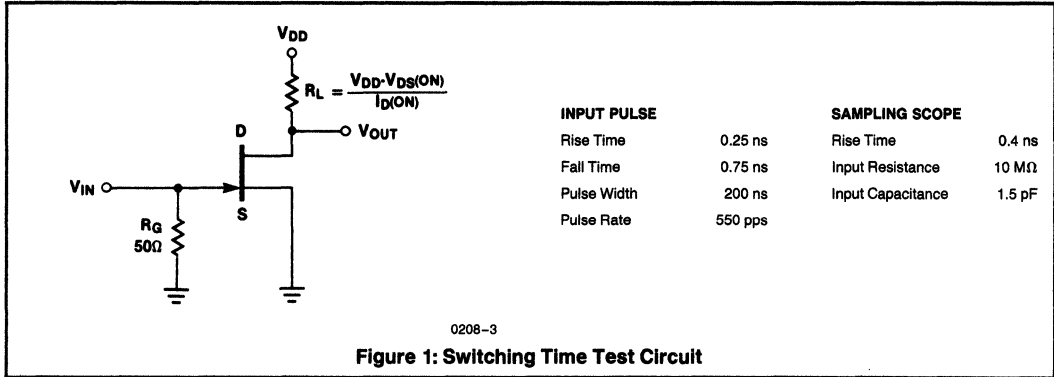 VDD
RL = VDD-VDS(ON) / ID(ON)
D
VOUT
VIN
S
RG
50Ω
INPUT PULSE
Rise Time 0.25 ns
Fall Time 0.75 ns
Pulse Width 200 ns
Pulse Rate 550 pps
SAMPLING SCOPE
Rise Time 0.4 ns
Input Resistance 10 MΩ
Input Capacitance 1.5 pF
0208-3
Figure 1: Switching Time Test Circuit